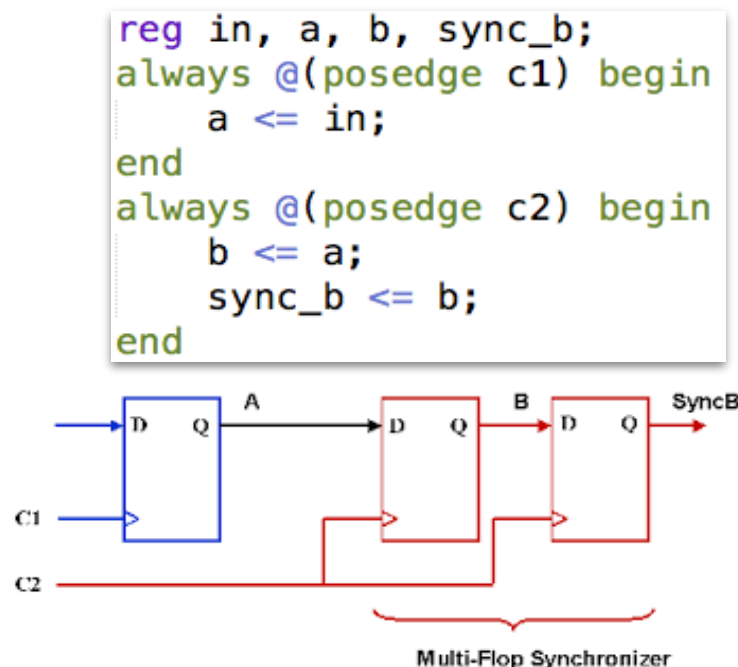 reg in, a, b, sync_b;
always @(posedge c1) begin
    a <= in;
end
always @(posedge c2) begin
    b <= a;
    sync_b <= b;
end
A B SyncB
D Q D Q D Q
C1
C2
Multi-Flop Synchronizer